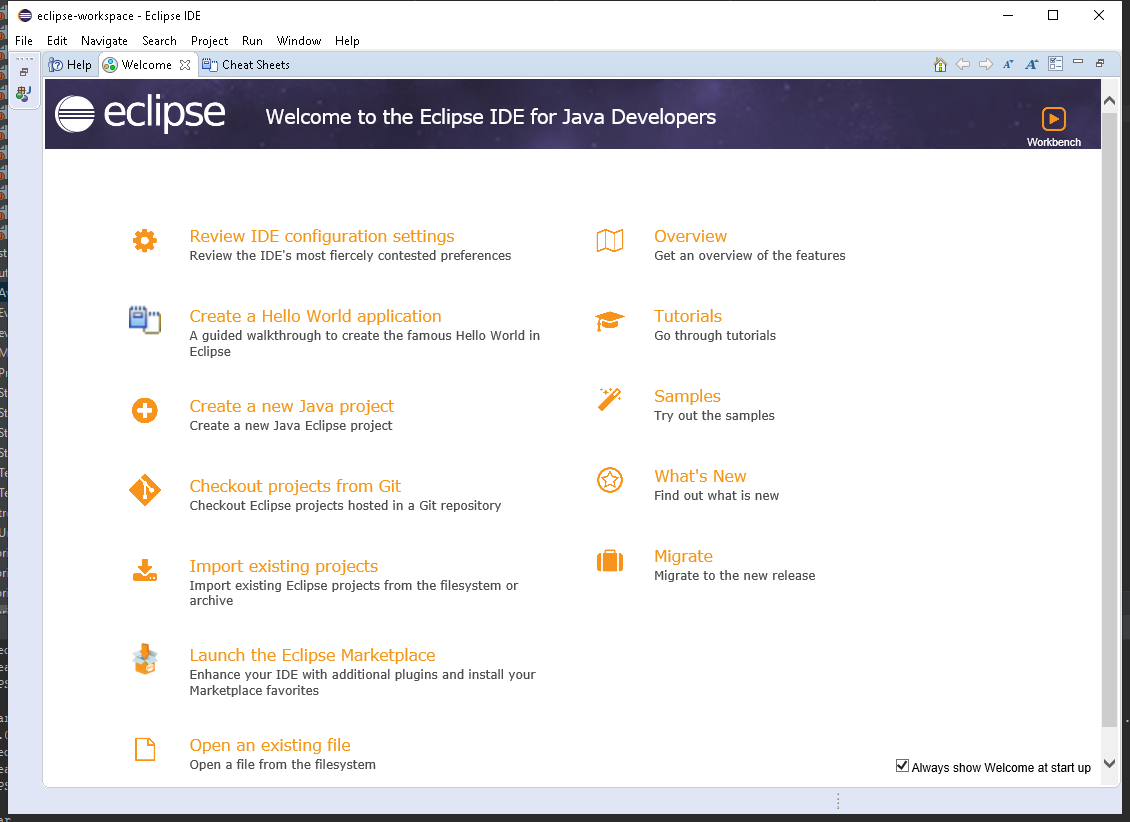 eclipse-workspace - Eclipse IDE
File Edit Navigate Search Project Run Window Help
Help Welcome Cheat Sheets
eclipse Welcome to the Eclipse IDE for Java Developers
Workbench
Review IDE configuration settings
Review the IDE's most fiercely contested preferences
Create a Hello World application
A guided walkthrough to create the famous Hello World in
Eclipse
Create a new Java project
Create a new Java Eclipse project
Checkout projects from Git
Checkout Eclipse projects hosted in a Git repository
Import existing projects
Import existing Eclipse projects from the filesystem or
archive
Launch the Eclipse Marketplace
Enhance your IDE with additional plugins and install your
Marketplace favorites
Open an existing file
Open a file from the filesystem
Overview
Get an overview of the features
Tutorials
Go through tutorials
Samples
Try out the samples
What's New
Find out what is new
Migrate
Migrate to the new release
Always show Welcome at start up